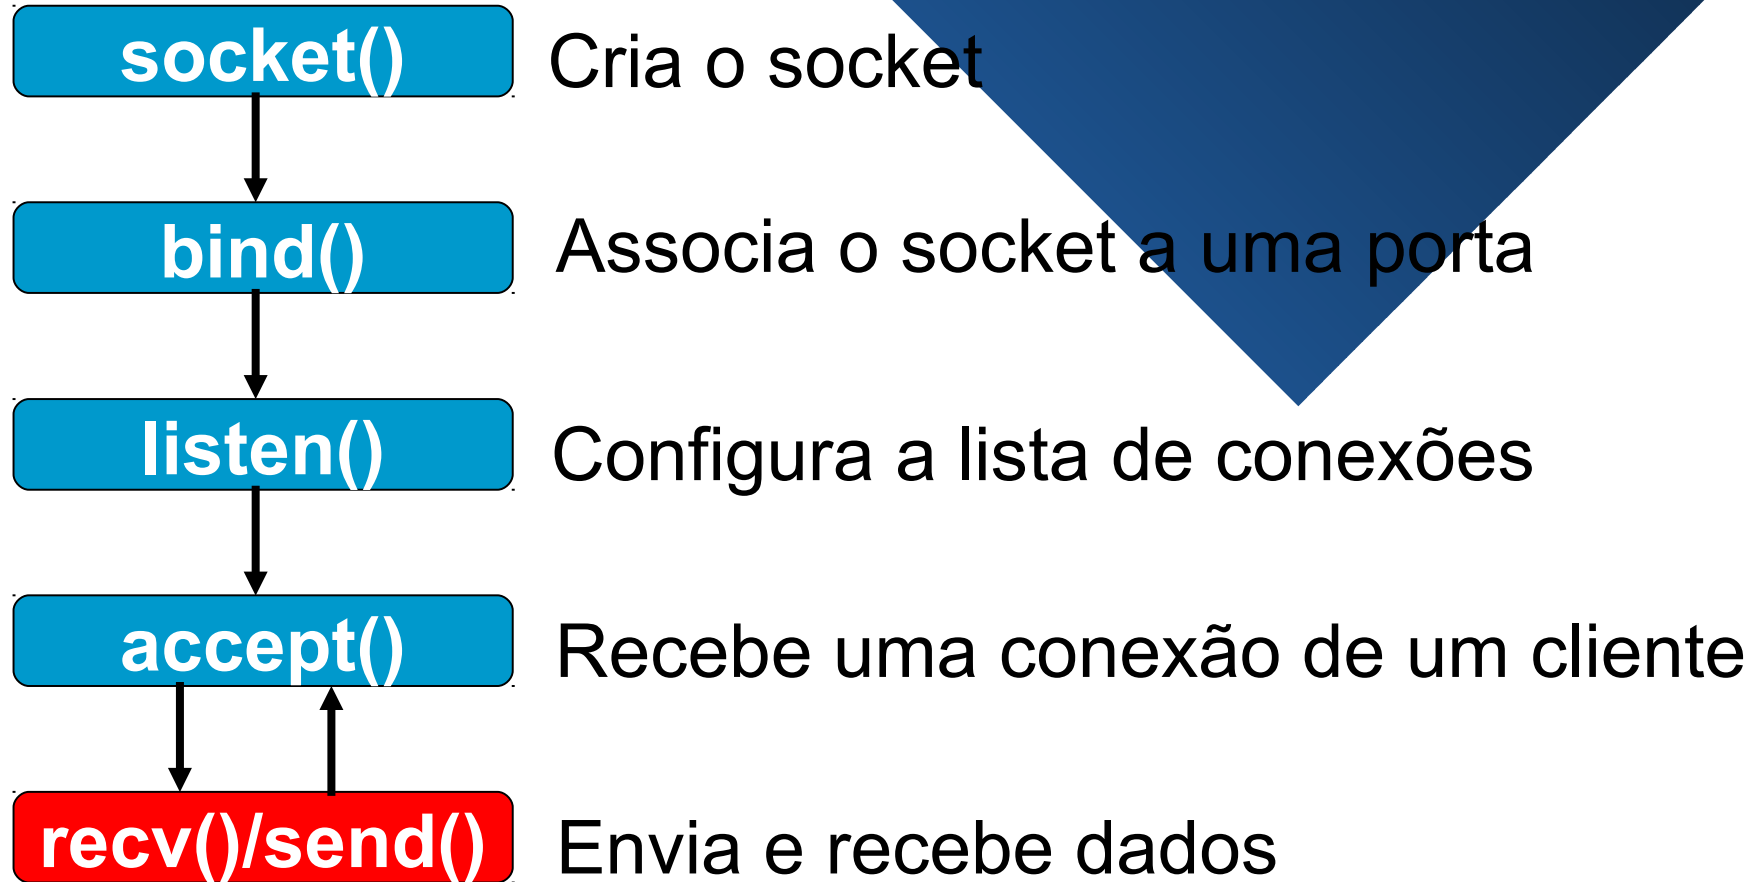 socket() Cria o socket
bind() Associa o socket a uma porta
listen() Configura a lista de conexões
accept() Recebe uma conexão de um cliente
recv()/send() Envia e recebe dados